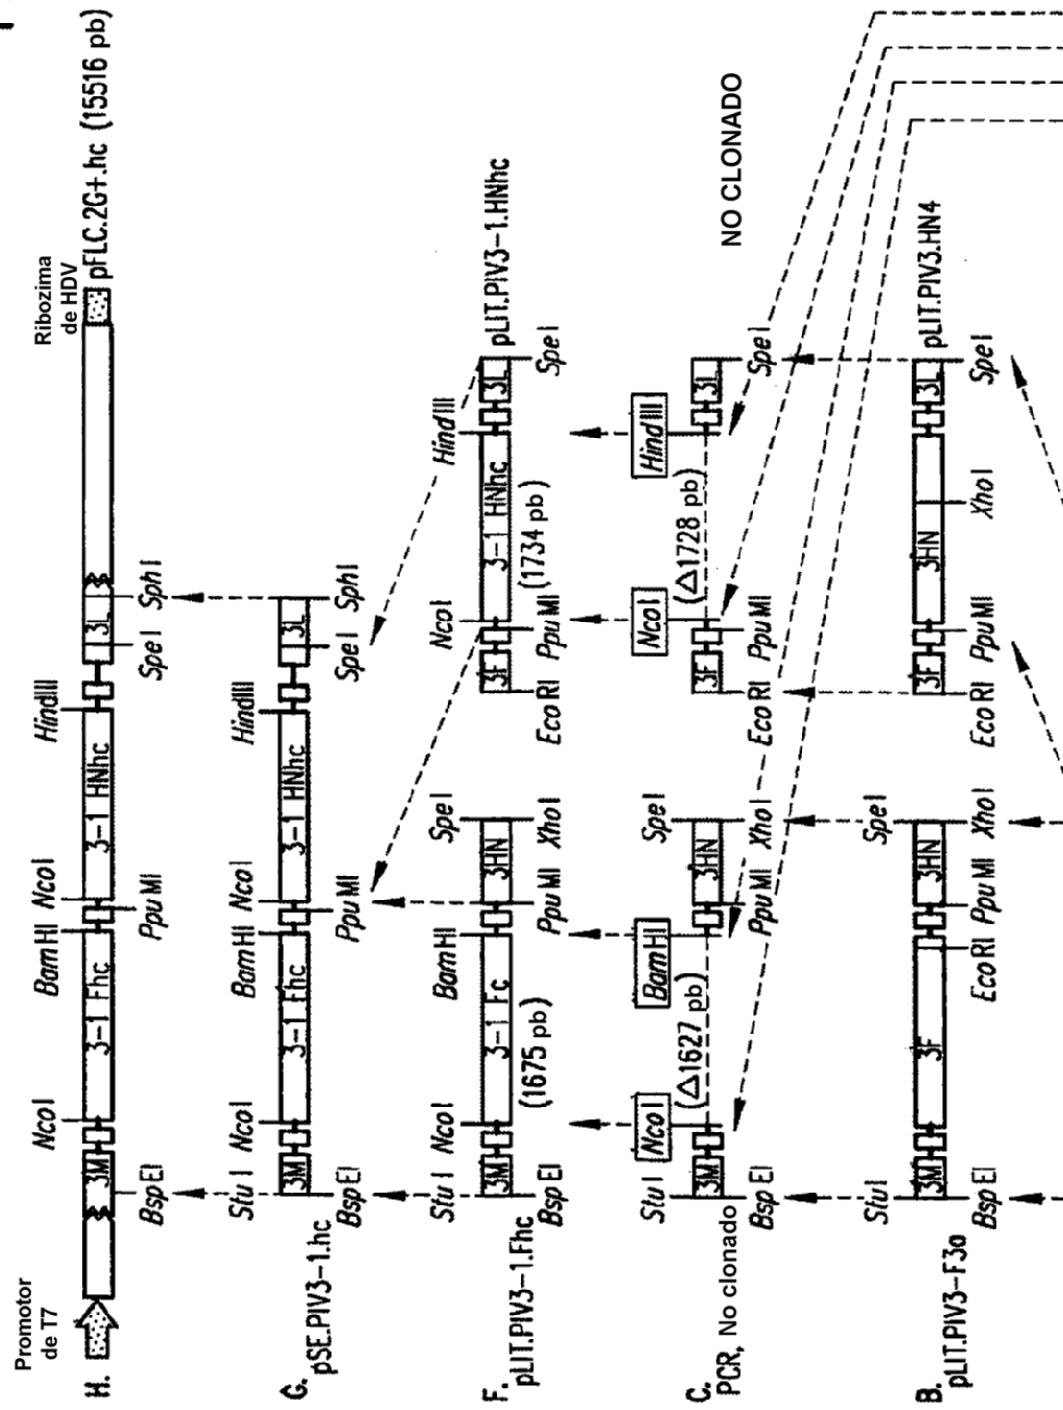 Promotor
de T7
Ribozima
de HDV
H.
pFLC.2G+.hc (15516 pb)
3M
3-1 Fhc
3-1 HNhc
3L
NcoI
BamHI
NcoI
HindIII
BspEI
PpuMI
SpeI
SphI
G.
pSE.PIV3-1.hc
StuI
NcoI
BamHI
NcoI
HindIII
3M
3-1 Fhc
3-1 HNhc
3L
BspEI
PpuMI
SpeI
SphI
F.
pLIT.PIV3-1.Fhc
StuI
NcoI
BamHI
SpeI
3M
3-1 Fc
3HN
(1675 pb)
BspEI
PpuMI
XhoI
NcoI
HindIII
3F
3-1 HNhc
3L
(1734 pb)
EcoRI
PpuMI
SpeI
pLIT.PIV3-1.HNhc
C.
PCR, No clonado
StuI
NcoI
BamHI
SpeI
3M
(Δ1627 pb)
3HN
BspEI
PpuMI
XhoI
NcoI
HindIII
3F
(Δ1728 pb)
3L
EcoRI
PpuMI
SpeI
NO CLONADO
B.
pLIT.PIV3-F3a
StuI
SpeI
3M
3F
3HN
BspEI
EcoRI
PpuMI
XhoI
3F
3HN
3L
EcoRI
PpuMI
XhoI
SpeI
pLIT.PIV3.HN4